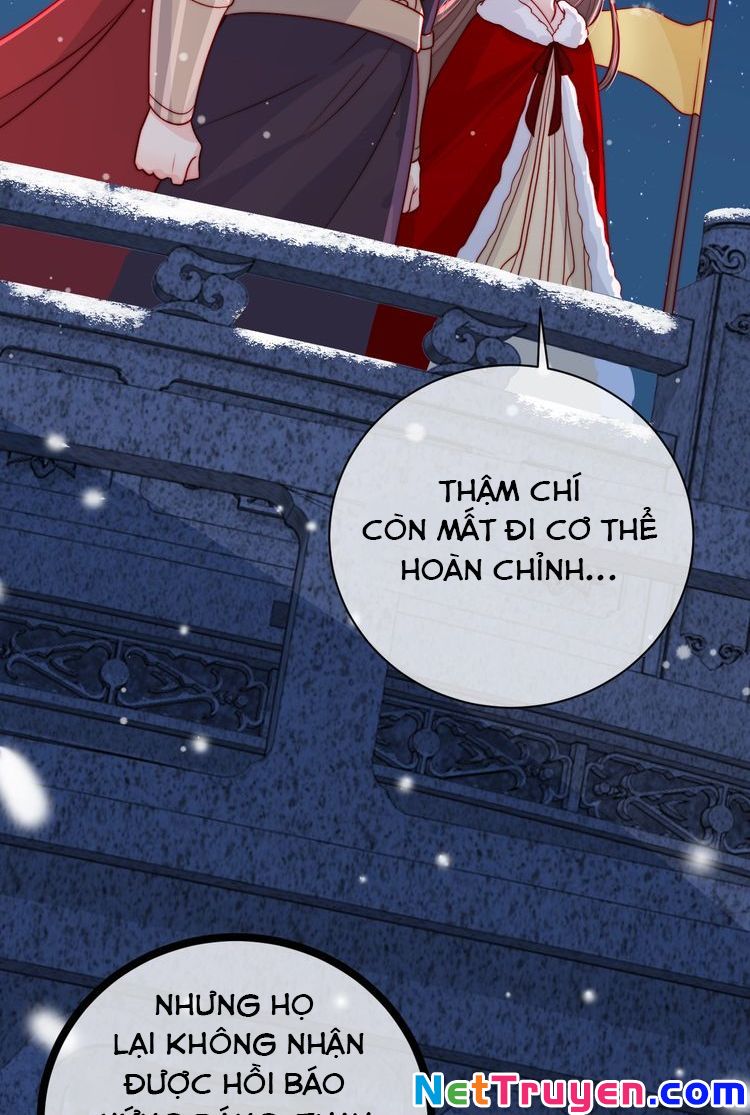 THẬM CHÍ
CÒN MẤT ĐI CƠ THỂ
HOÀN CHỈNH...
NHƯNG HỌ
LẠI KHÔNG NHẬN
ĐƯỢC HỒI BÁO
NetTruyen.com